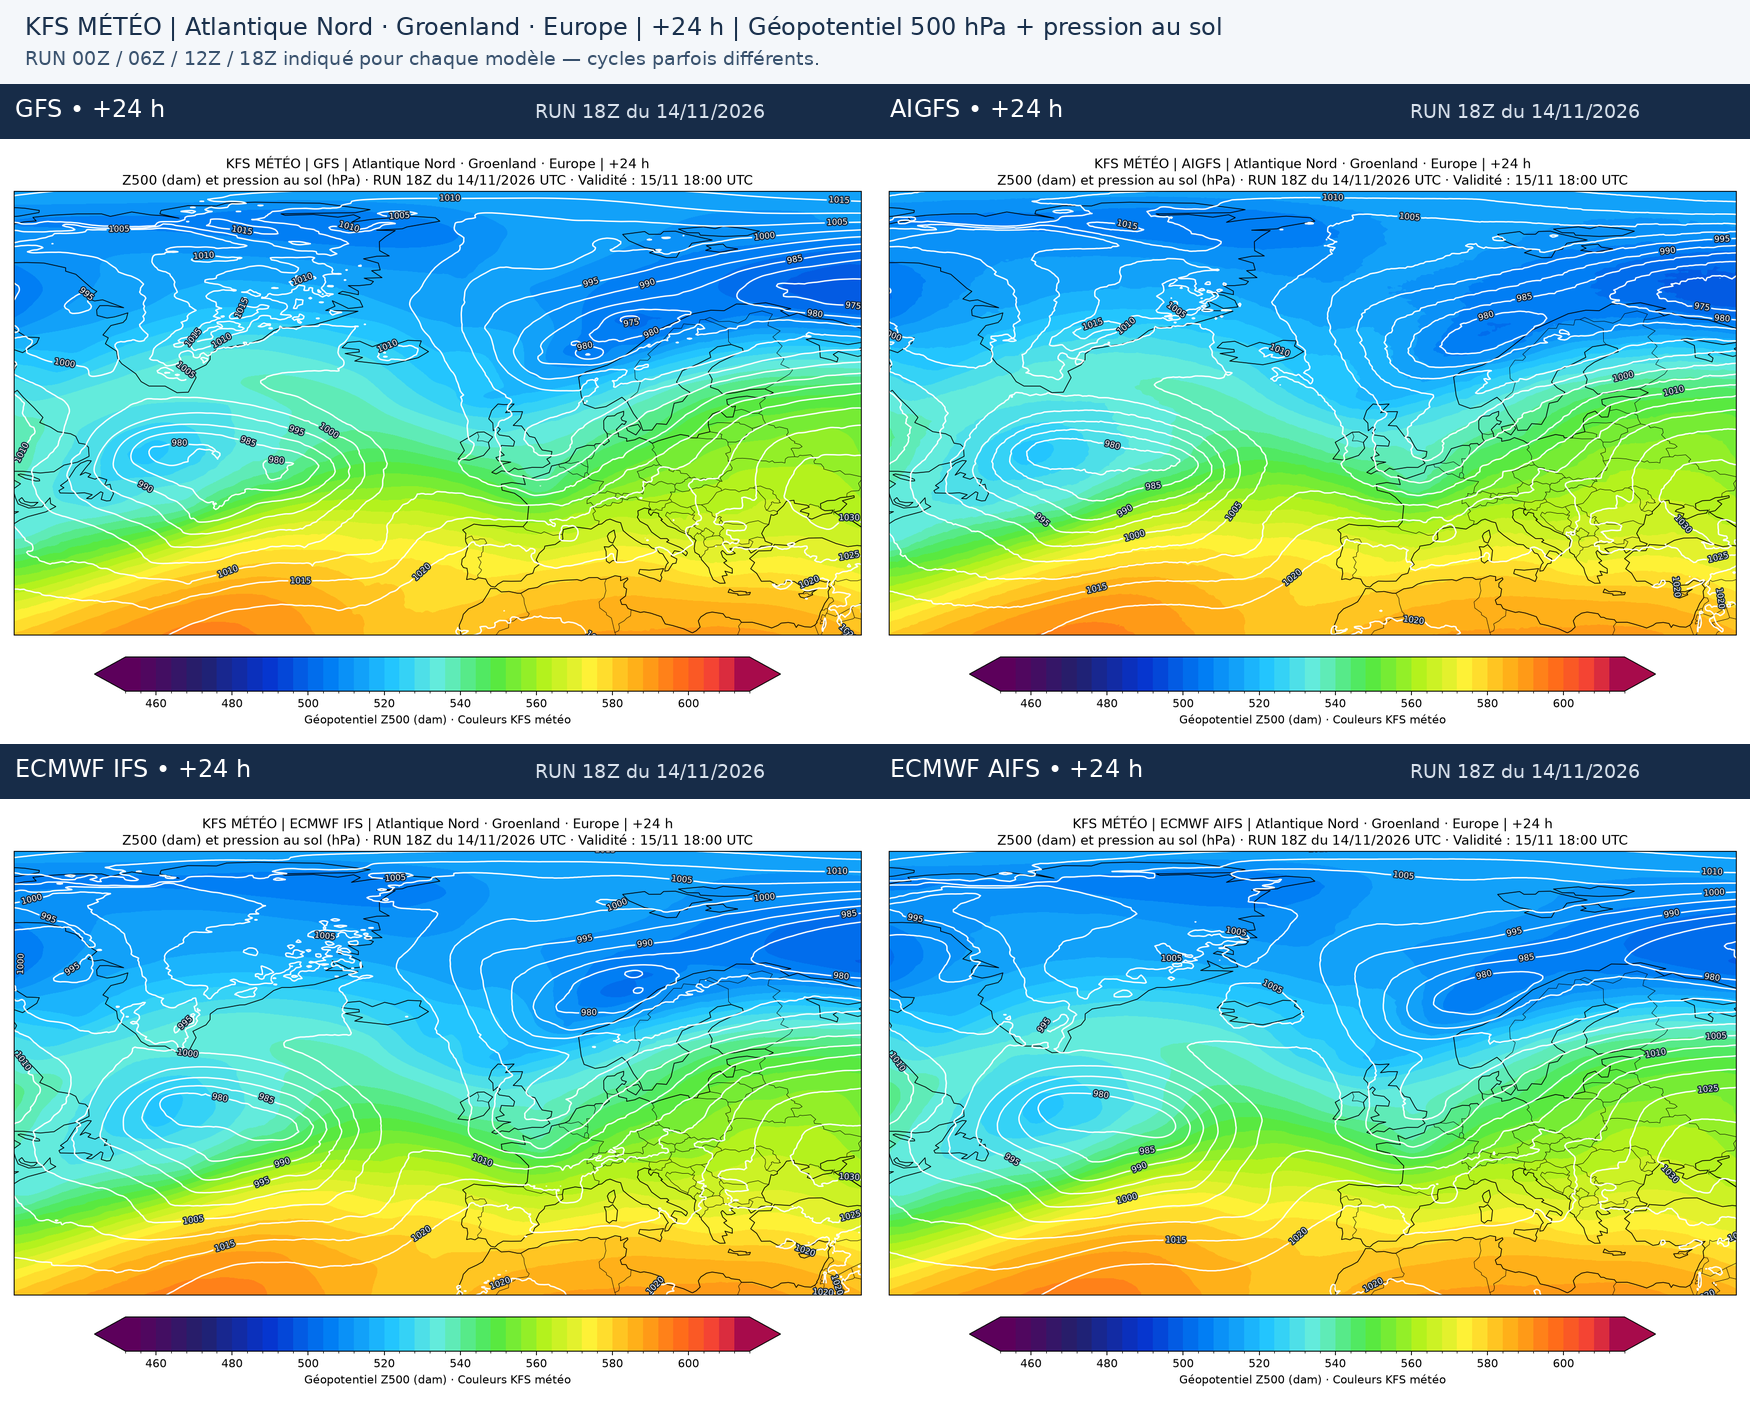 KFS MÉTÉO | Atlantique Nord · Groenland · Europe | +24 h | Géopotentiel 500 hPa + pression au sol
RUN 00Z / 06Z / 12Z / 18Z indiqué pour chaque modèle — cycles parfois différents.
GFS • +24 h
RUN 18Z du 14/11/2026
KFS MÉTÉO | GFS | Atlantique Nord · Groenland · Europe | +24 h
Z500 (dam) et pression au sol (hPa) · RUN 18Z du 14/11/2026 UTC · Validité : 15/11 18:00 UTC
460 480 500 520 540 560 580 600
Géopotentiel Z500 (dam) · Couleurs KFS météo
AIGFS • +24 h
RUN 18Z du 14/11/2026
KFS MÉTÉO | AIGFS | Atlantique Nord · Groenland · Europe | +24 h
Z500 (dam) et pression au sol (hPa) · RUN 18Z du 14/11/2026 UTC · Validité : 15/11 18:00 UTC
460 480 500 520 540 560 580 600
Géopotentiel Z500 (dam) · Couleurs KFS météo
ECMWF IFS • +24 h
RUN 18Z du 14/11/2026
KFS MÉTÉO | ECMWF IFS | Atlantique Nord · Groenland · Europe | +24 h
Z500 (dam) et pression au sol (hPa) · RUN 18Z du 14/11/2026 UTC · Validité : 15/11 18:00 UTC
460 480 500 520 540 560 580 600
Géopotentiel Z500 (dam) · Couleurs KFS météo
ECMWF AIFS • +24 h
RUN 18Z du 14/11/2026
KFS MÉTÉO | ECMWF AIFS | Atlantique Nord · Groenland · Europe | +24 h
Z500 (dam) et pression au sol (hPa) · RUN 18Z du 14/11/2026 UTC · Validité : 15/11 18:00 UTC
460 480 500 520 540 560 580 600
Géopotentiel Z500 (dam) · Couleurs KFS météo